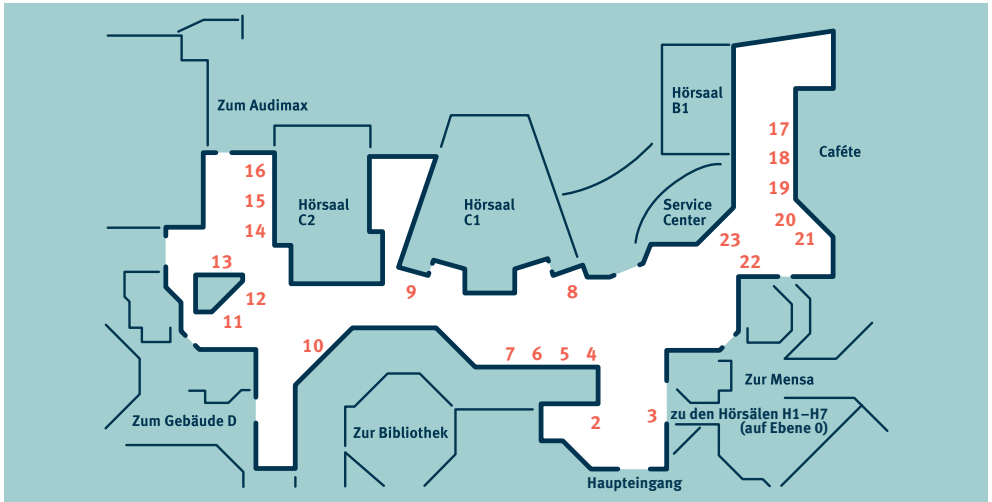 Hörsaal
B1
Zum Audimax
17
Caféte
18
16
19
15
Hörsaal
C2
Hörsaal
C1
Service
Center
20
14
23
21
13
22
12
9
8
11
10
7
6
5
4
Zur Mensa
2
3
zu den Hörsälen H1–H7
(auf Ebene 0)
Zum Gebäude D
Zur Bibliothek
Haupteingang